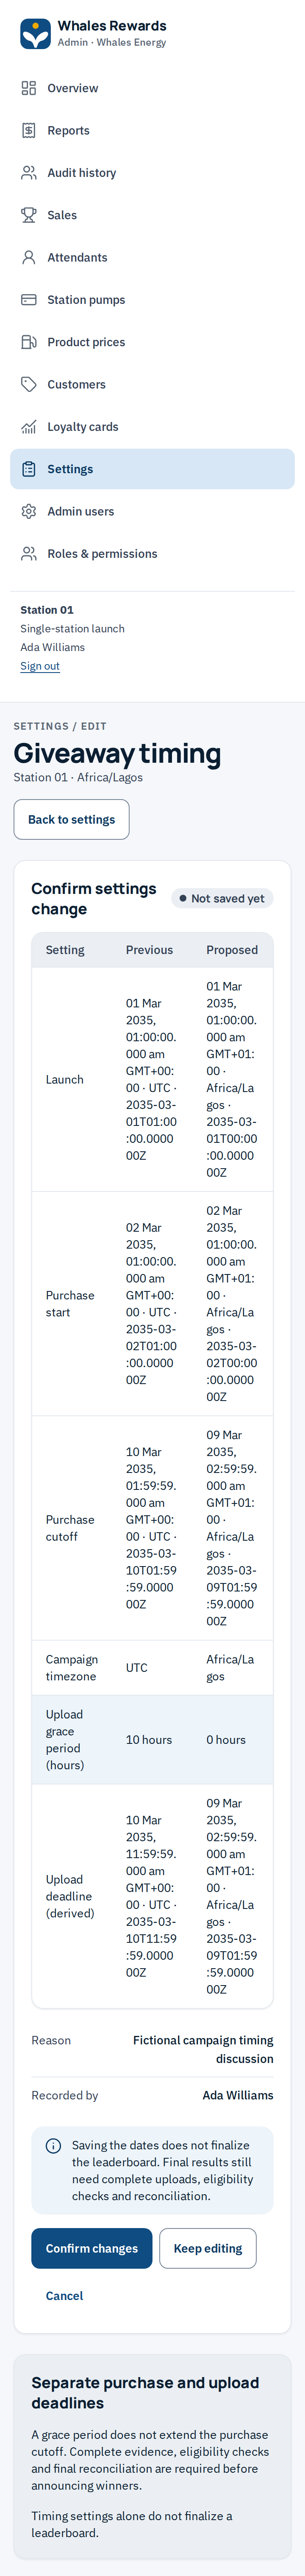 Whales Rewards
Admin · Whales Energy
Overview
Reports
Audit history
Sales
Attendants
Station pumps
Product prices
Customers
Loyalty cards
Settings
Admin users
Roles & permissions
Station 01
Single-station launch
Ada Williams
Sign out
SETTINGS / EDIT
Giveaway timing
Station 01 · Africa/Lagos
Back to settings
Confirm settings
change
Not saved yet
Setting Previous Proposed
Launch
01 Mar
2035,
01:00:00.
000 am
GMT+00:
00 · UTC ·
2035-03-
01T01:00
:00.0000
00Z
01 Mar
2035,
01:00:00.
000 am
GMT+01:
00 ·
Africa/La
gos ·
2035-03-
01T00:00
:00.0000
00Z
Purchase
start
02 Mar
2035,
01:00:00.
000 am
GMT+00:
00 · UTC ·
2035-03-
02T01:00
:00.0000
00Z
02 Mar
2035,
01:00:00.
000 am
GMT+01:
00 ·
Africa/La
gos ·
2035-03-
02T00:00
:00.0000
00Z
Purchase
cutoff
10 Mar
2035,
01:59:59.
000 am
GMT+00:
00 · UTC ·
2035-03-
10T01:59
:59.0000
00Z
09 Mar
2035,
02:59:59.
000 am
GMT+01:
00 ·
Africa/La
gos ·
2035-03-
09T01:59
:59.0000
00Z
Campaign
timezone
UTC
Africa/La
gos
Upload
grace
period
(hours)
10 hours
0 hours
Upload
deadline
(derived)
10 Mar
2035,
11:59:59.
000 am
GMT+00:
00 · UTC ·
2035-03-
10T11:59
:59.0000
00Z
09 Mar
2035,
02:59:59.
000 am
GMT+01:
00 ·
Africa/La
gos ·
2035-03-
09T01:59
:59.0000
00Z
Reason
Fictional campaign timing
discussion
Recorded by Ada Williams
Saving the dates does not finalize
the leaderboard. Final results still
need complete uploads, eligibility
checks and reconciliation.
Confirm changes
Keep editing
Cancel
Separate purchase and upload
deadlines
A grace period does not extend the purchase
cutoff. Complete evidence, eligibility checks
and final reconciliation are required before
announcing winners.
Timing settings alone do not finalize a
leaderboard.